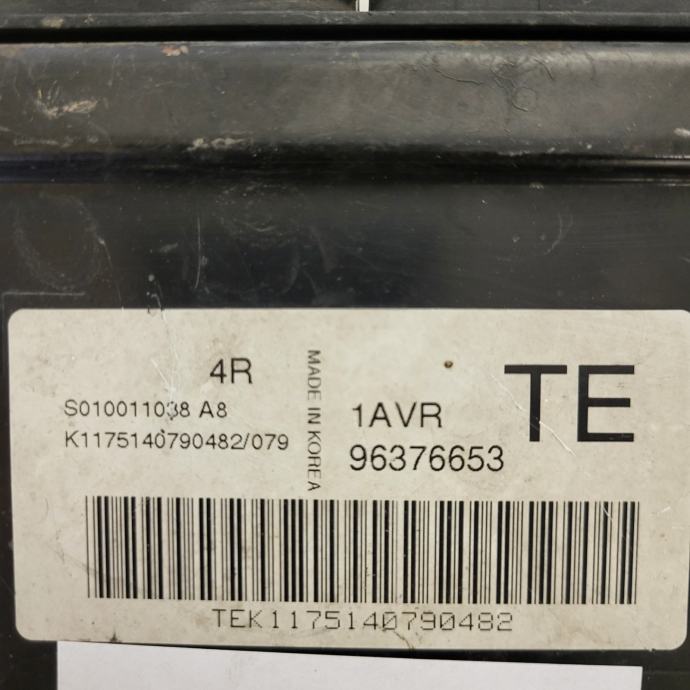 4R
S010011038 A8
K1175140790482/079
MADE IN KOREA
1AVR
96376653
TE
TEK1175140790482